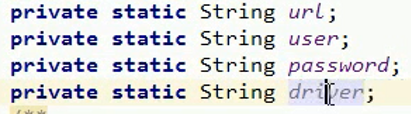 private static String url;
private static String user;
private static String password;
private static String driver;
/**